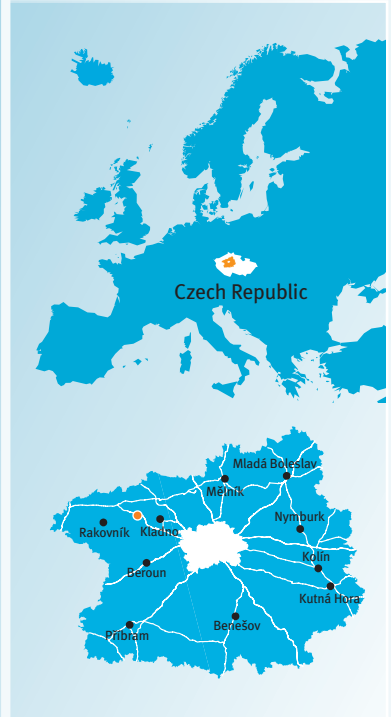 Czech Republic
Mladá Boleslav
Mělník
Nymburk
Rakovník
Kladno
Kolín
Beroun
Kutná Hora
Benešov
Příbram